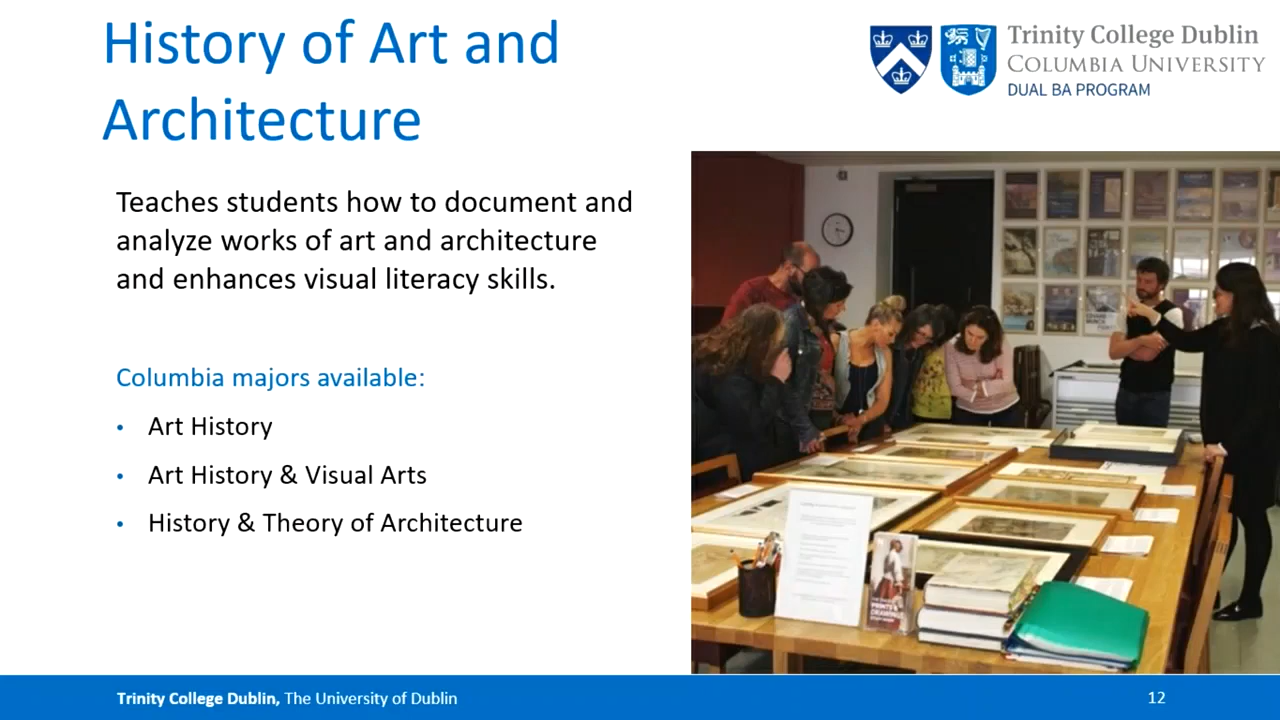 History of Art and
Architecture
Trinity College Dublin
COLUMBIA UNIVERSITY
DUAL BA PROGRAM
Teaches students how to document and
analyze works of art and architecture
and enhances visual literacy skills.
Columbia majors available:
• Art History
• Art History & Visual Arts
• History & Theory of Architecture
PRINTS &
DRAWINGS
Trinity College Dublin, The University of Dublin
12